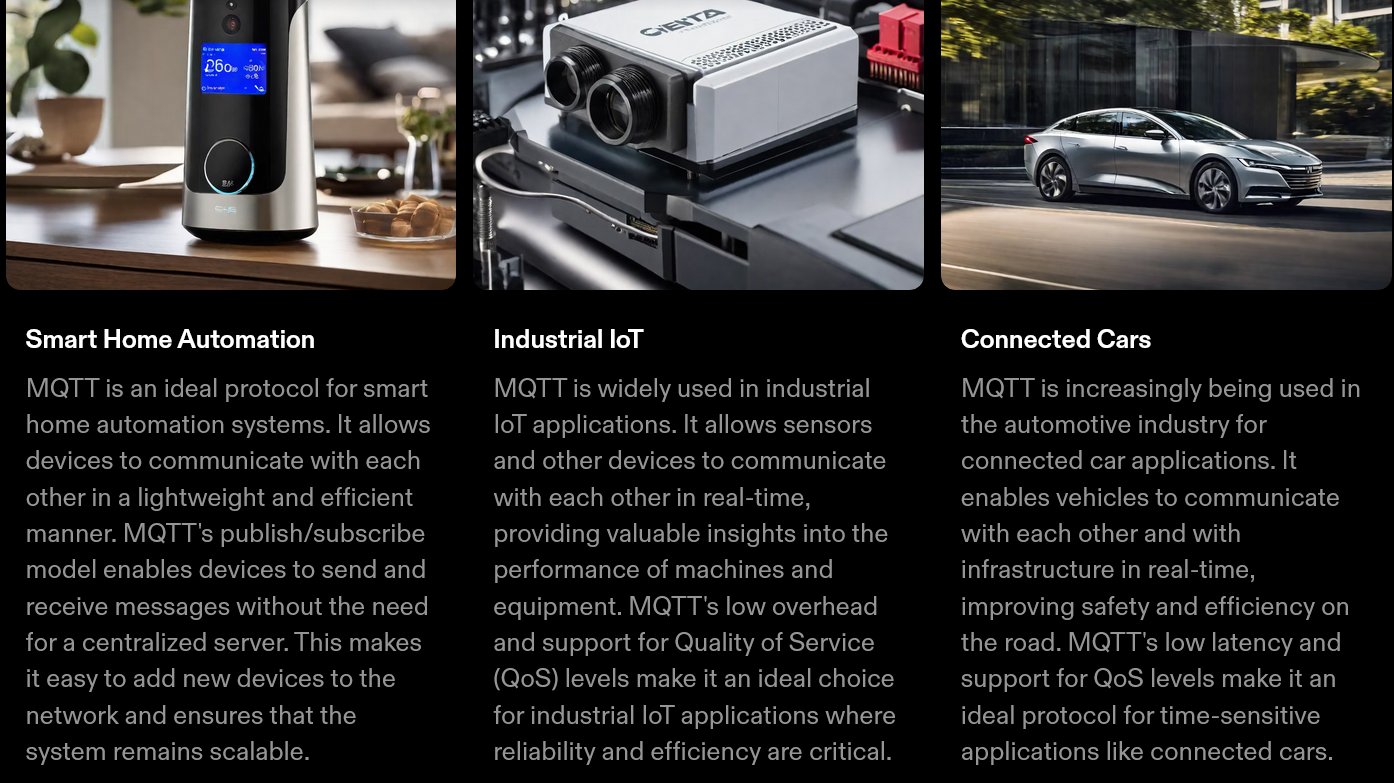 CIENTA
Smart Home Automation
MQTT is an ideal protocol for smart
home automation systems. It allows
devices to communicate with each
other in a lightweight and efficient
manner. MQTT's publish/subscribe
model enables devices to send and
receive messages without the need
for a centralized server. This makes
it easy to add new devices to the
network and ensures that the
system remains scalable.
Industrial IoT
MQTT is widely used in industrial
IoT applications. It allows sensors
and other devices to communicate
with each other in real-time,
providing valuable insights into the
performance of machines and
equipment. MQTT's low overhead
and support for Quality of Service
(QoS) levels make it an ideal choice
for industrial IoT applications where
reliability and efficiency are critical.
Connected Cars
MQTT is increasingly being used in
the automotive industry for
connected car applications. It
enables vehicles to communicate
with each other and with
infrastructure in real-time,
improving safety and efficiency on
the road. MQTT's low latency and
support for QoS levels make it an
ideal protocol for time-sensitive
applications like connected cars.